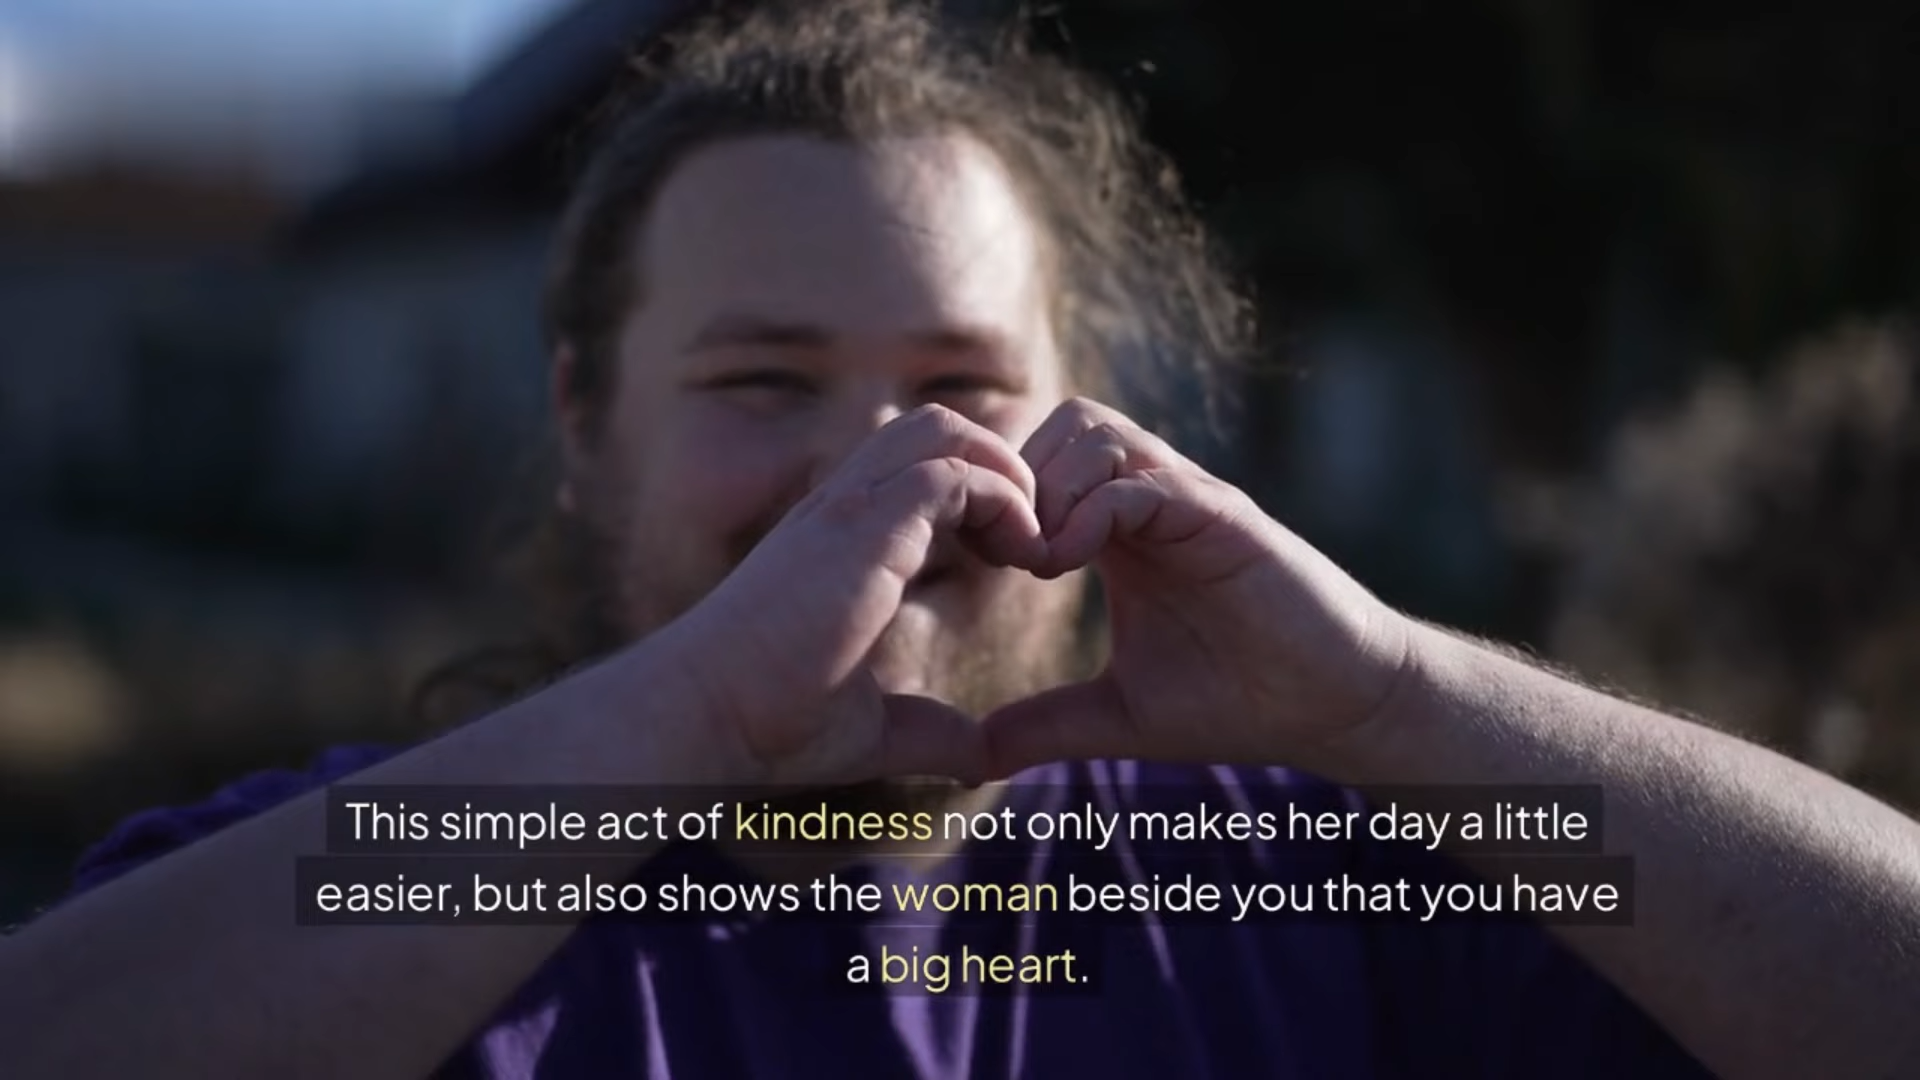 This simple act of kindness not only makes her day a little
easier, but also shows the woman beside you that you have
a big heart.